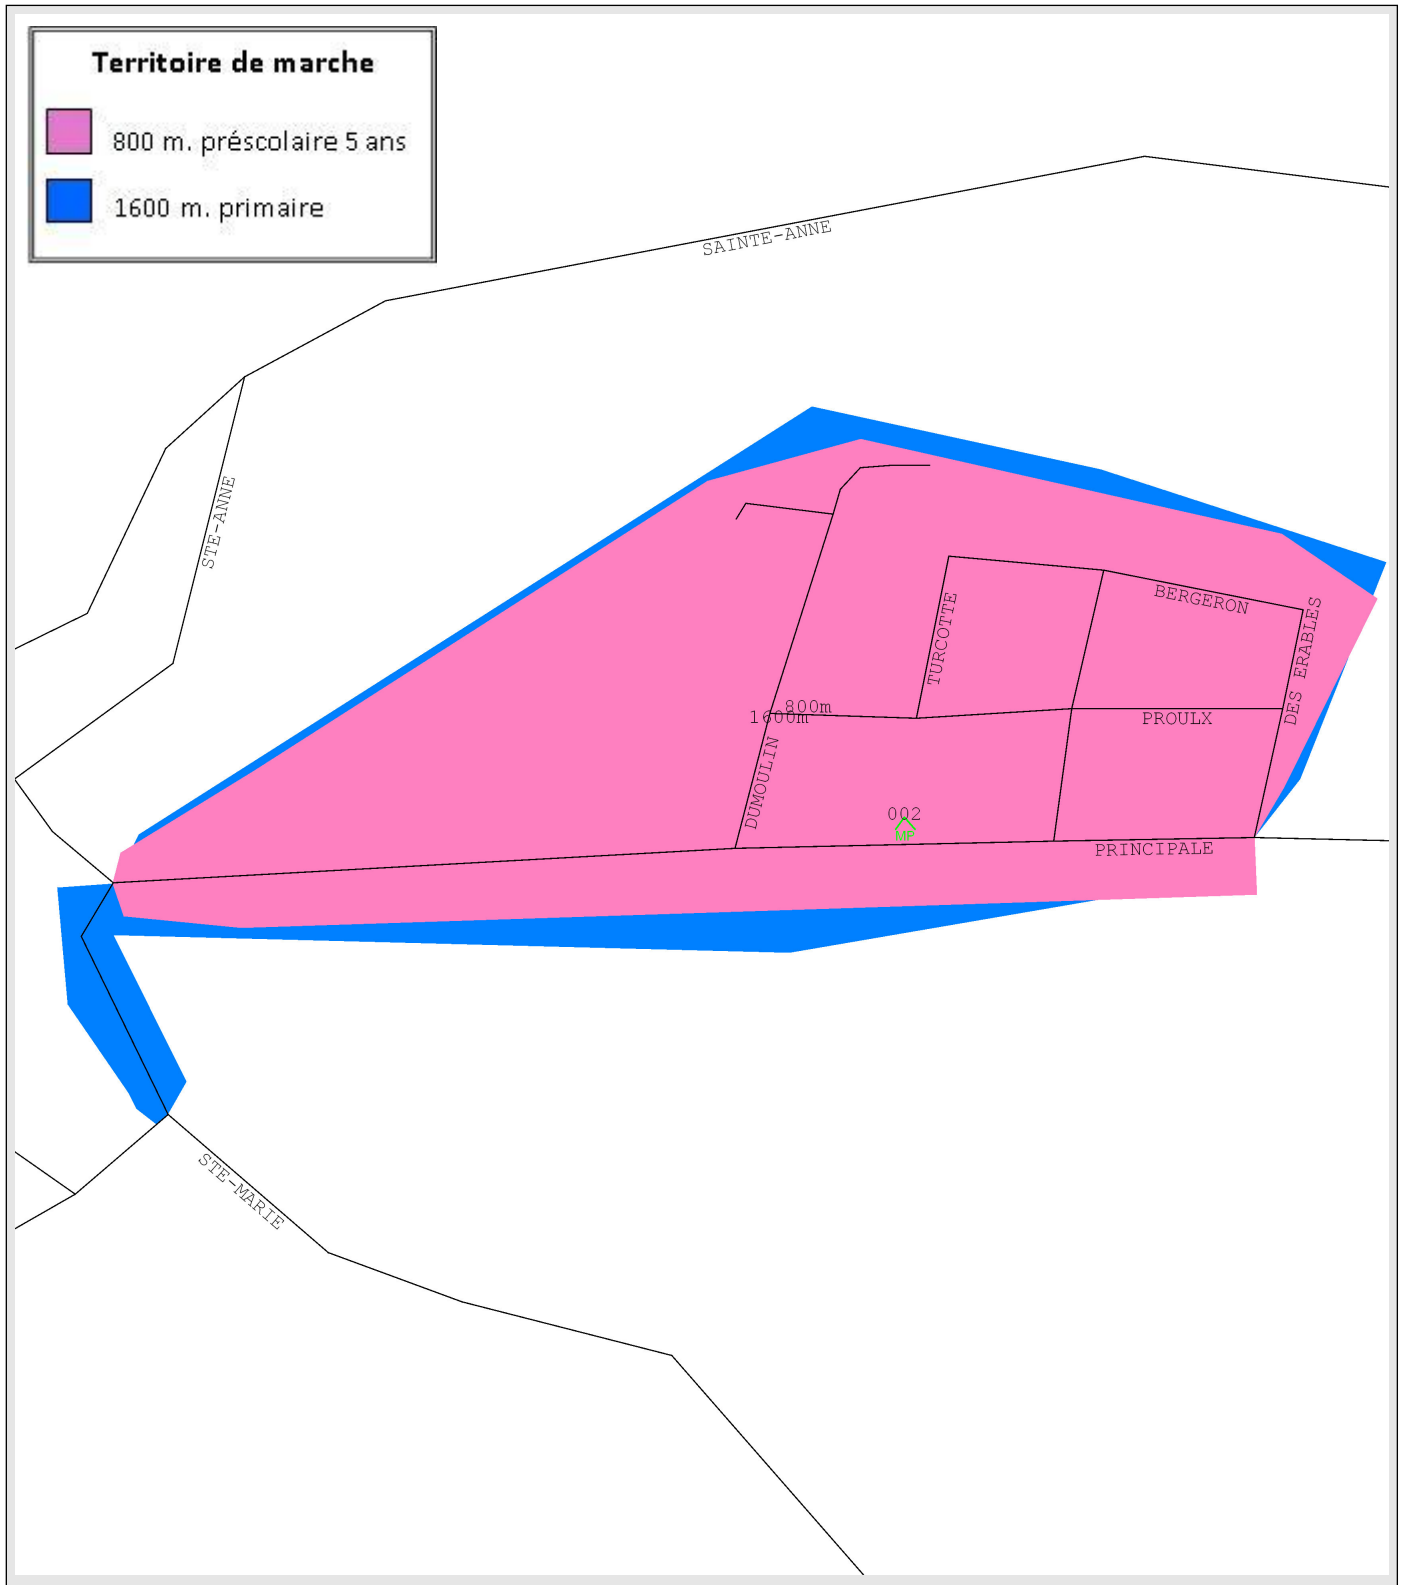 Territoire de marche
800 m. préscolaire 5 ans
1600 m. primaire
SAINTE-ANNE
STE-ANNE
BERGERON
TURCOTTE
DES ERABLES
800m
1600m
PROULX
DUMOULIN
002
MF
PRINCIPALE
STE-MARIE